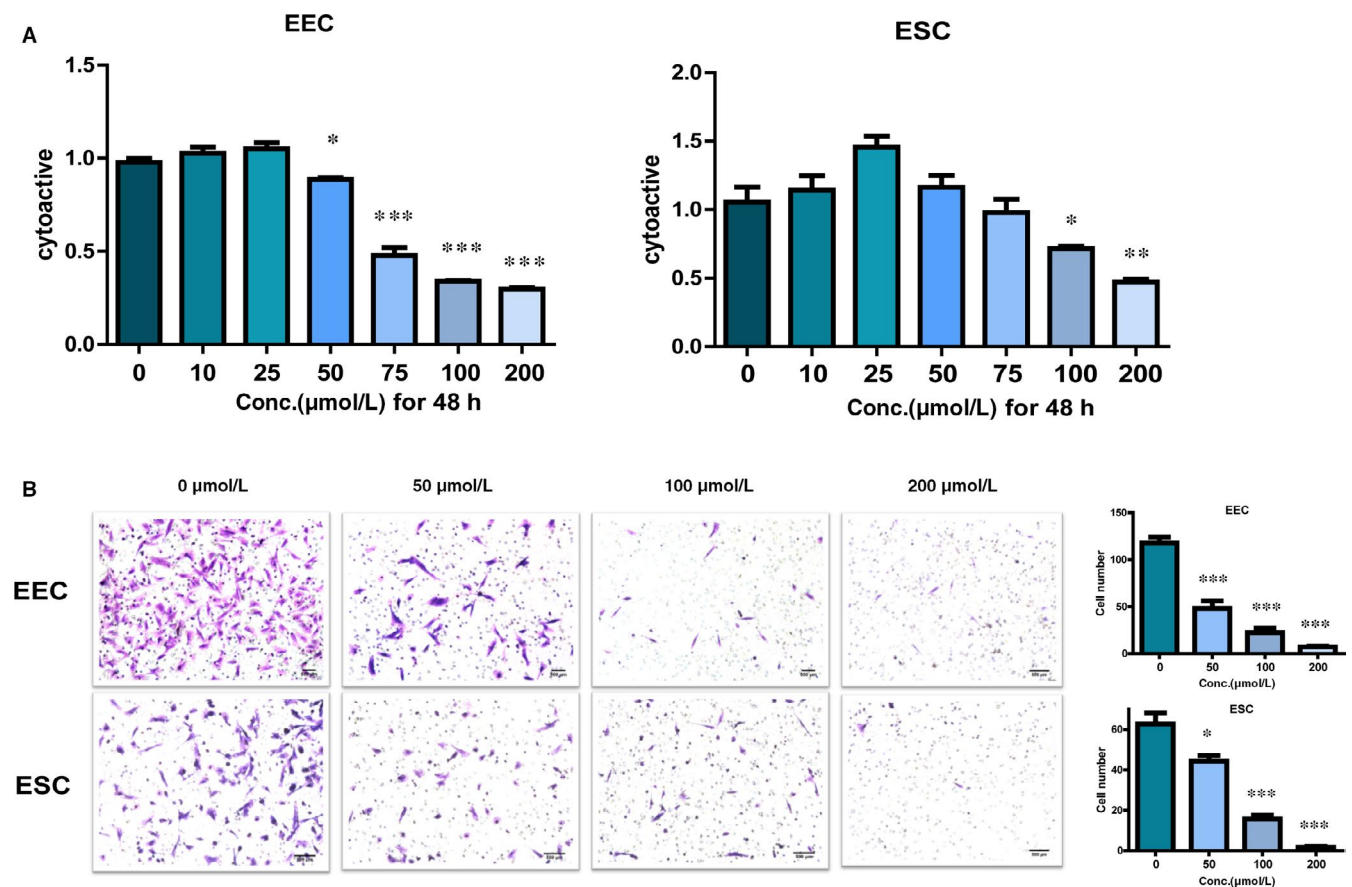 A
EEC
1.5
1.0
0.5
0.0
cytoactive
*
***
***
***
0 10 25 50 75 100 200
Conc.(μmol/L) for 48 h
ESC
2.0
1.5
1.0
0.5
0.0
cytoactive
*
**
0 10 25 50 75 100 200
Conc.(μmol/L) for 48 h
B
0 μmol/L 50 μmol/L 100 μmol/L 200 μmol/L
EEC
ESC
EEC
150
100
50
0
Cell number
***
***
***
0 50 100 200
Conc.(μmol/L)
ESC
60
40
20
0
Cell number
*
***
***
0 50 100 200
Conc.(μmol/L)